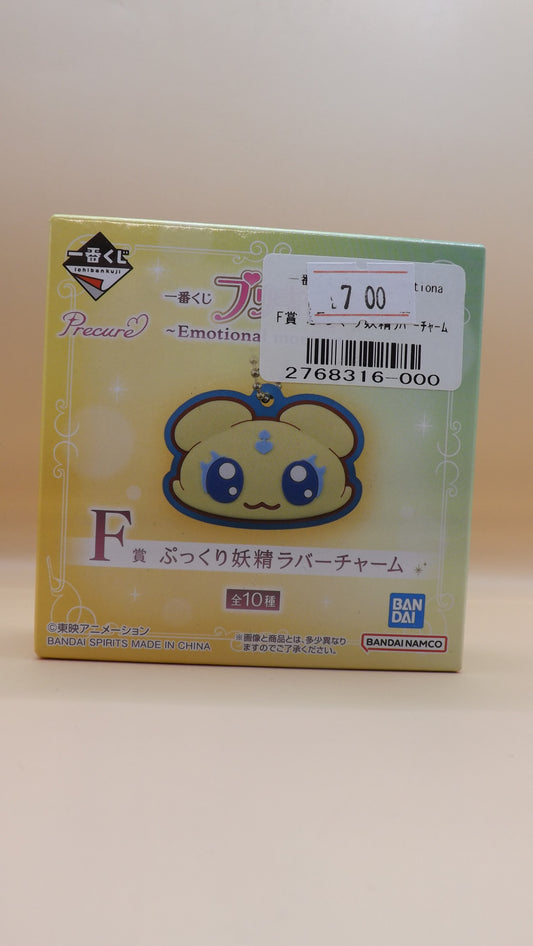 一番くじ
ichibankuji
一番くじ プリ
Precure
~Emotional
一番 tiona
£7 00
F賞 妖精ラバーチャーム
2768316-000
F賞 ぷっくり妖精ラバーチャーム
全10種
©東映アニメーション
BANDAI SPIRITS MADE IN CHINA
※画像と商品とは、多少異なり
ますのでご了承ください。
BAN
DAI
BANDAI NAMCO